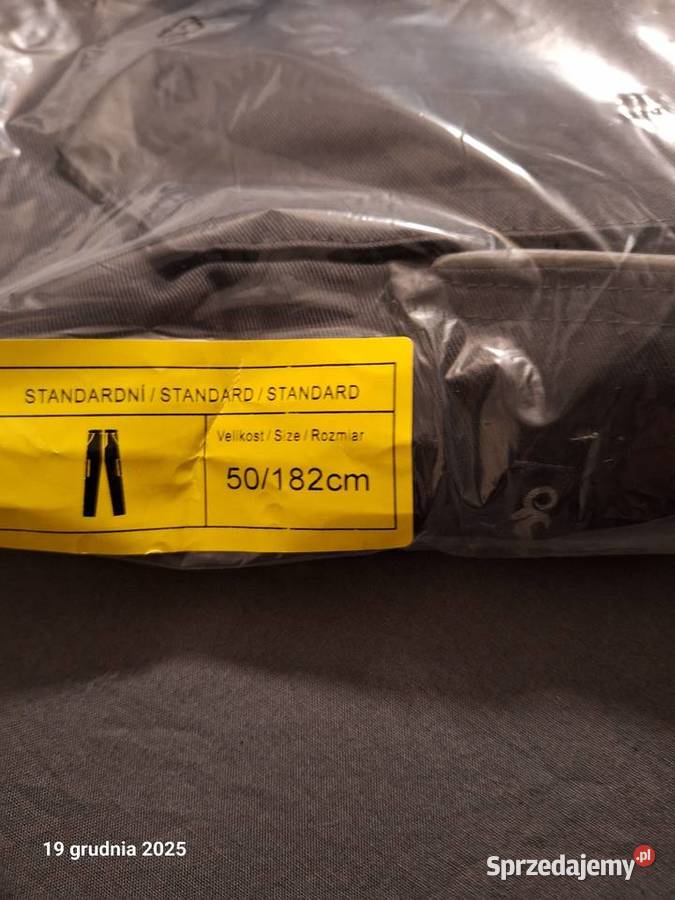 STANDARDNÍ / STANDARD / STANDARD
Velikost / Size / Rozmiar
50/182cm
19 grudnia 2025
Sprzedajemy.pl